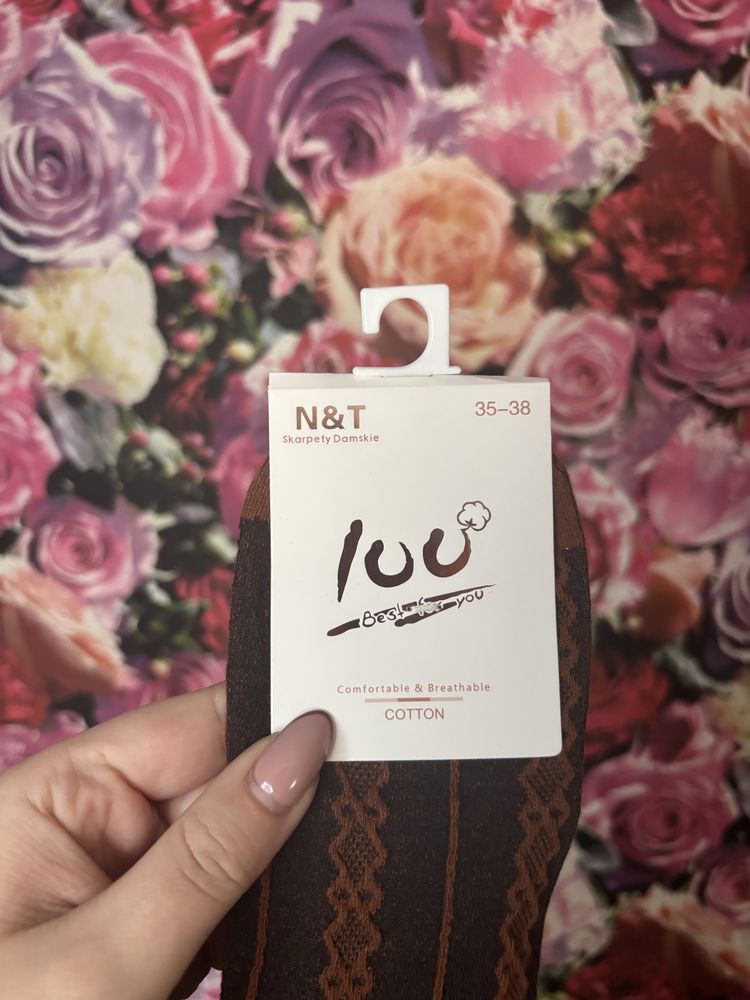 N&T
35–38
Skarpety Damskie
100
Best for you
Comfortable & Breathable
COTTON